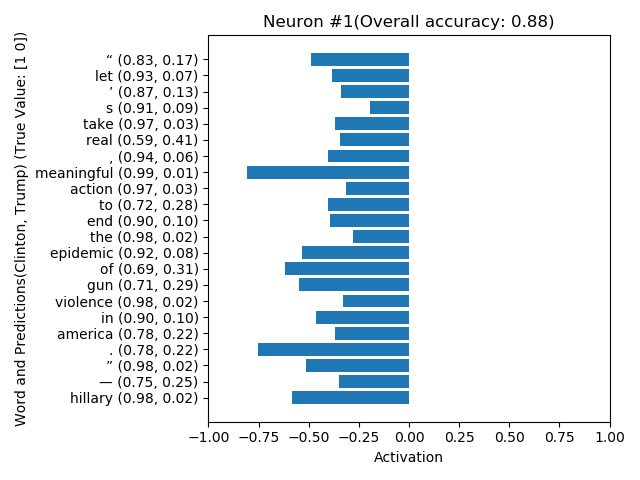 Neuron #1(Overall accuracy: 0.88)
Word and Predictions(Clinton, Trump) (True Value: [1 0])
“ (0.83, 0.17)
let (0.93, 0.07)
’ (0.87, 0.13)
s (0.91, 0.09)
take (0.97, 0.03)
real (0.59, 0.41)
, (0.94, 0.06)
meaningful (0.99, 0.01)
action (0.97, 0.03)
to (0.72, 0.28)
end (0.90, 0.10)
the (0.98, 0.02)
epidemic (0.92, 0.08)
of (0.69, 0.31)
gun (0.71, 0.29)
violence (0.98, 0.02)
in (0.90, 0.10)
america (0.78, 0.22)
. (0.78, 0.22)
” (0.98, 0.02)
— (0.75, 0.25)
hillary (0.98, 0.02)
−1.00 −0.75 −0.50 −0.25 0.00 0.25 0.50 0.75 1.00
Activation